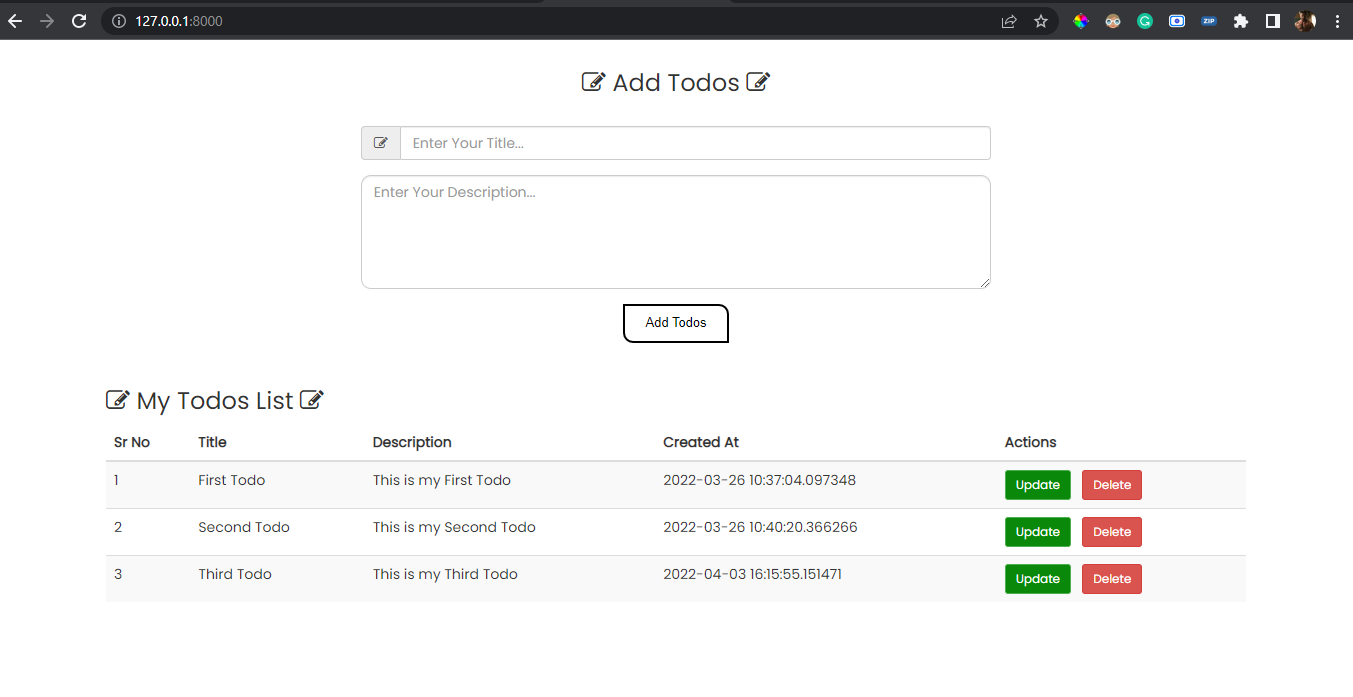 127.0.0.1:8000
ZIP
Add Todos
Enter Your Title...
Enter Your Description...
Add Todos
My Todos List
Sr No Title Description Created At Actions
1 First Todo This is my First Todo 2022-03-26 10:37:04.097348 Update Delete
2 Second Todo This is my Second Todo 2022-03-26 10:40:20.366266 Update Delete
3 Third Todo This is my Third Todo 2022-04-03 16:15:55.151471 Update Delete